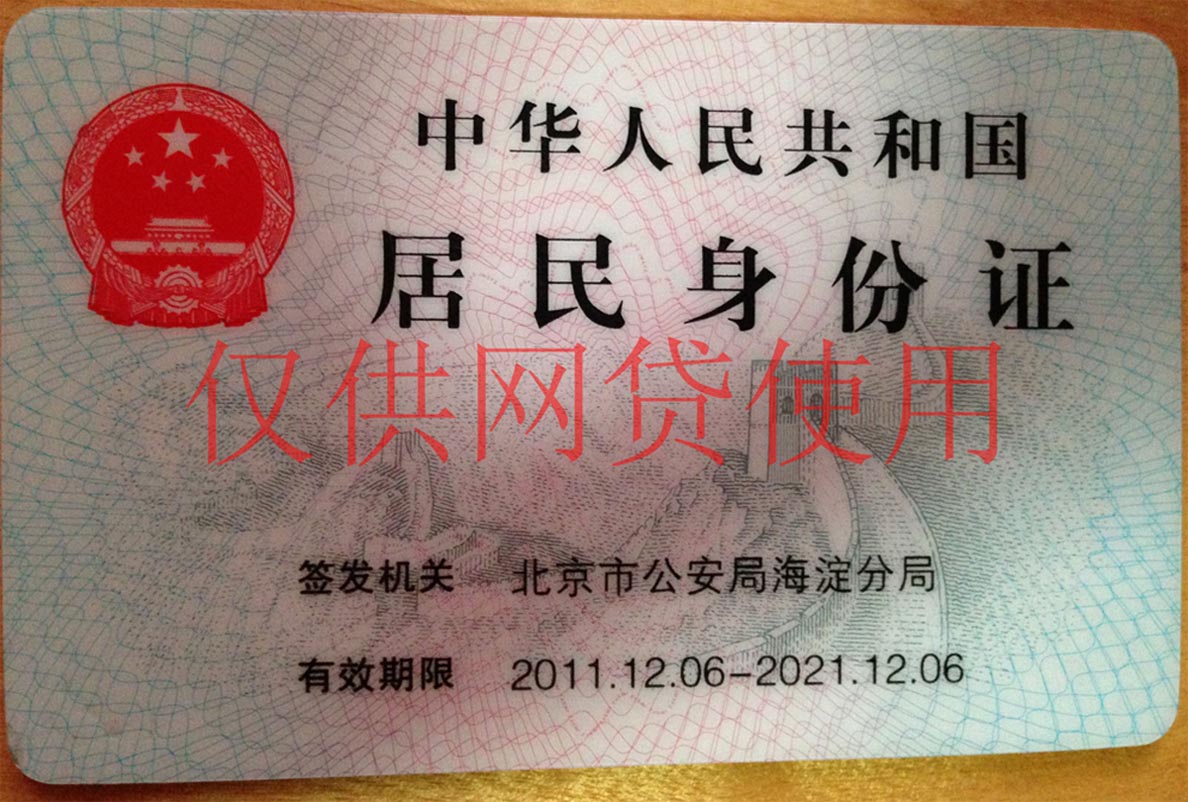 中华人民共和国
居民身份证
仅供网贷使用
签发机关 北京市公安局海淀分局
有效期限 2011.12.06-2021.12.06